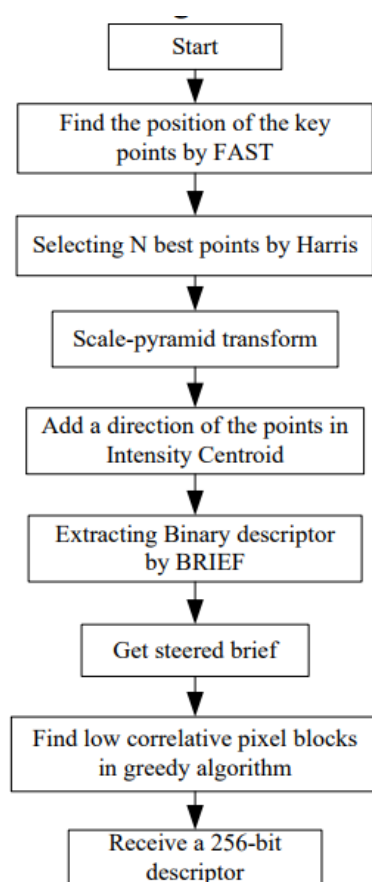 Start
Find the position of the key
points by FAST
Selecting N best points by Harris
Scale-pyramid transform
Add a direction of the points in
Intensity Centroid
Extracting Binary descriptor
by BRIEF
Get steered brief
Find low correlative pixel blocks
in greedy algorithm
Receive a 256-bit
descriptor